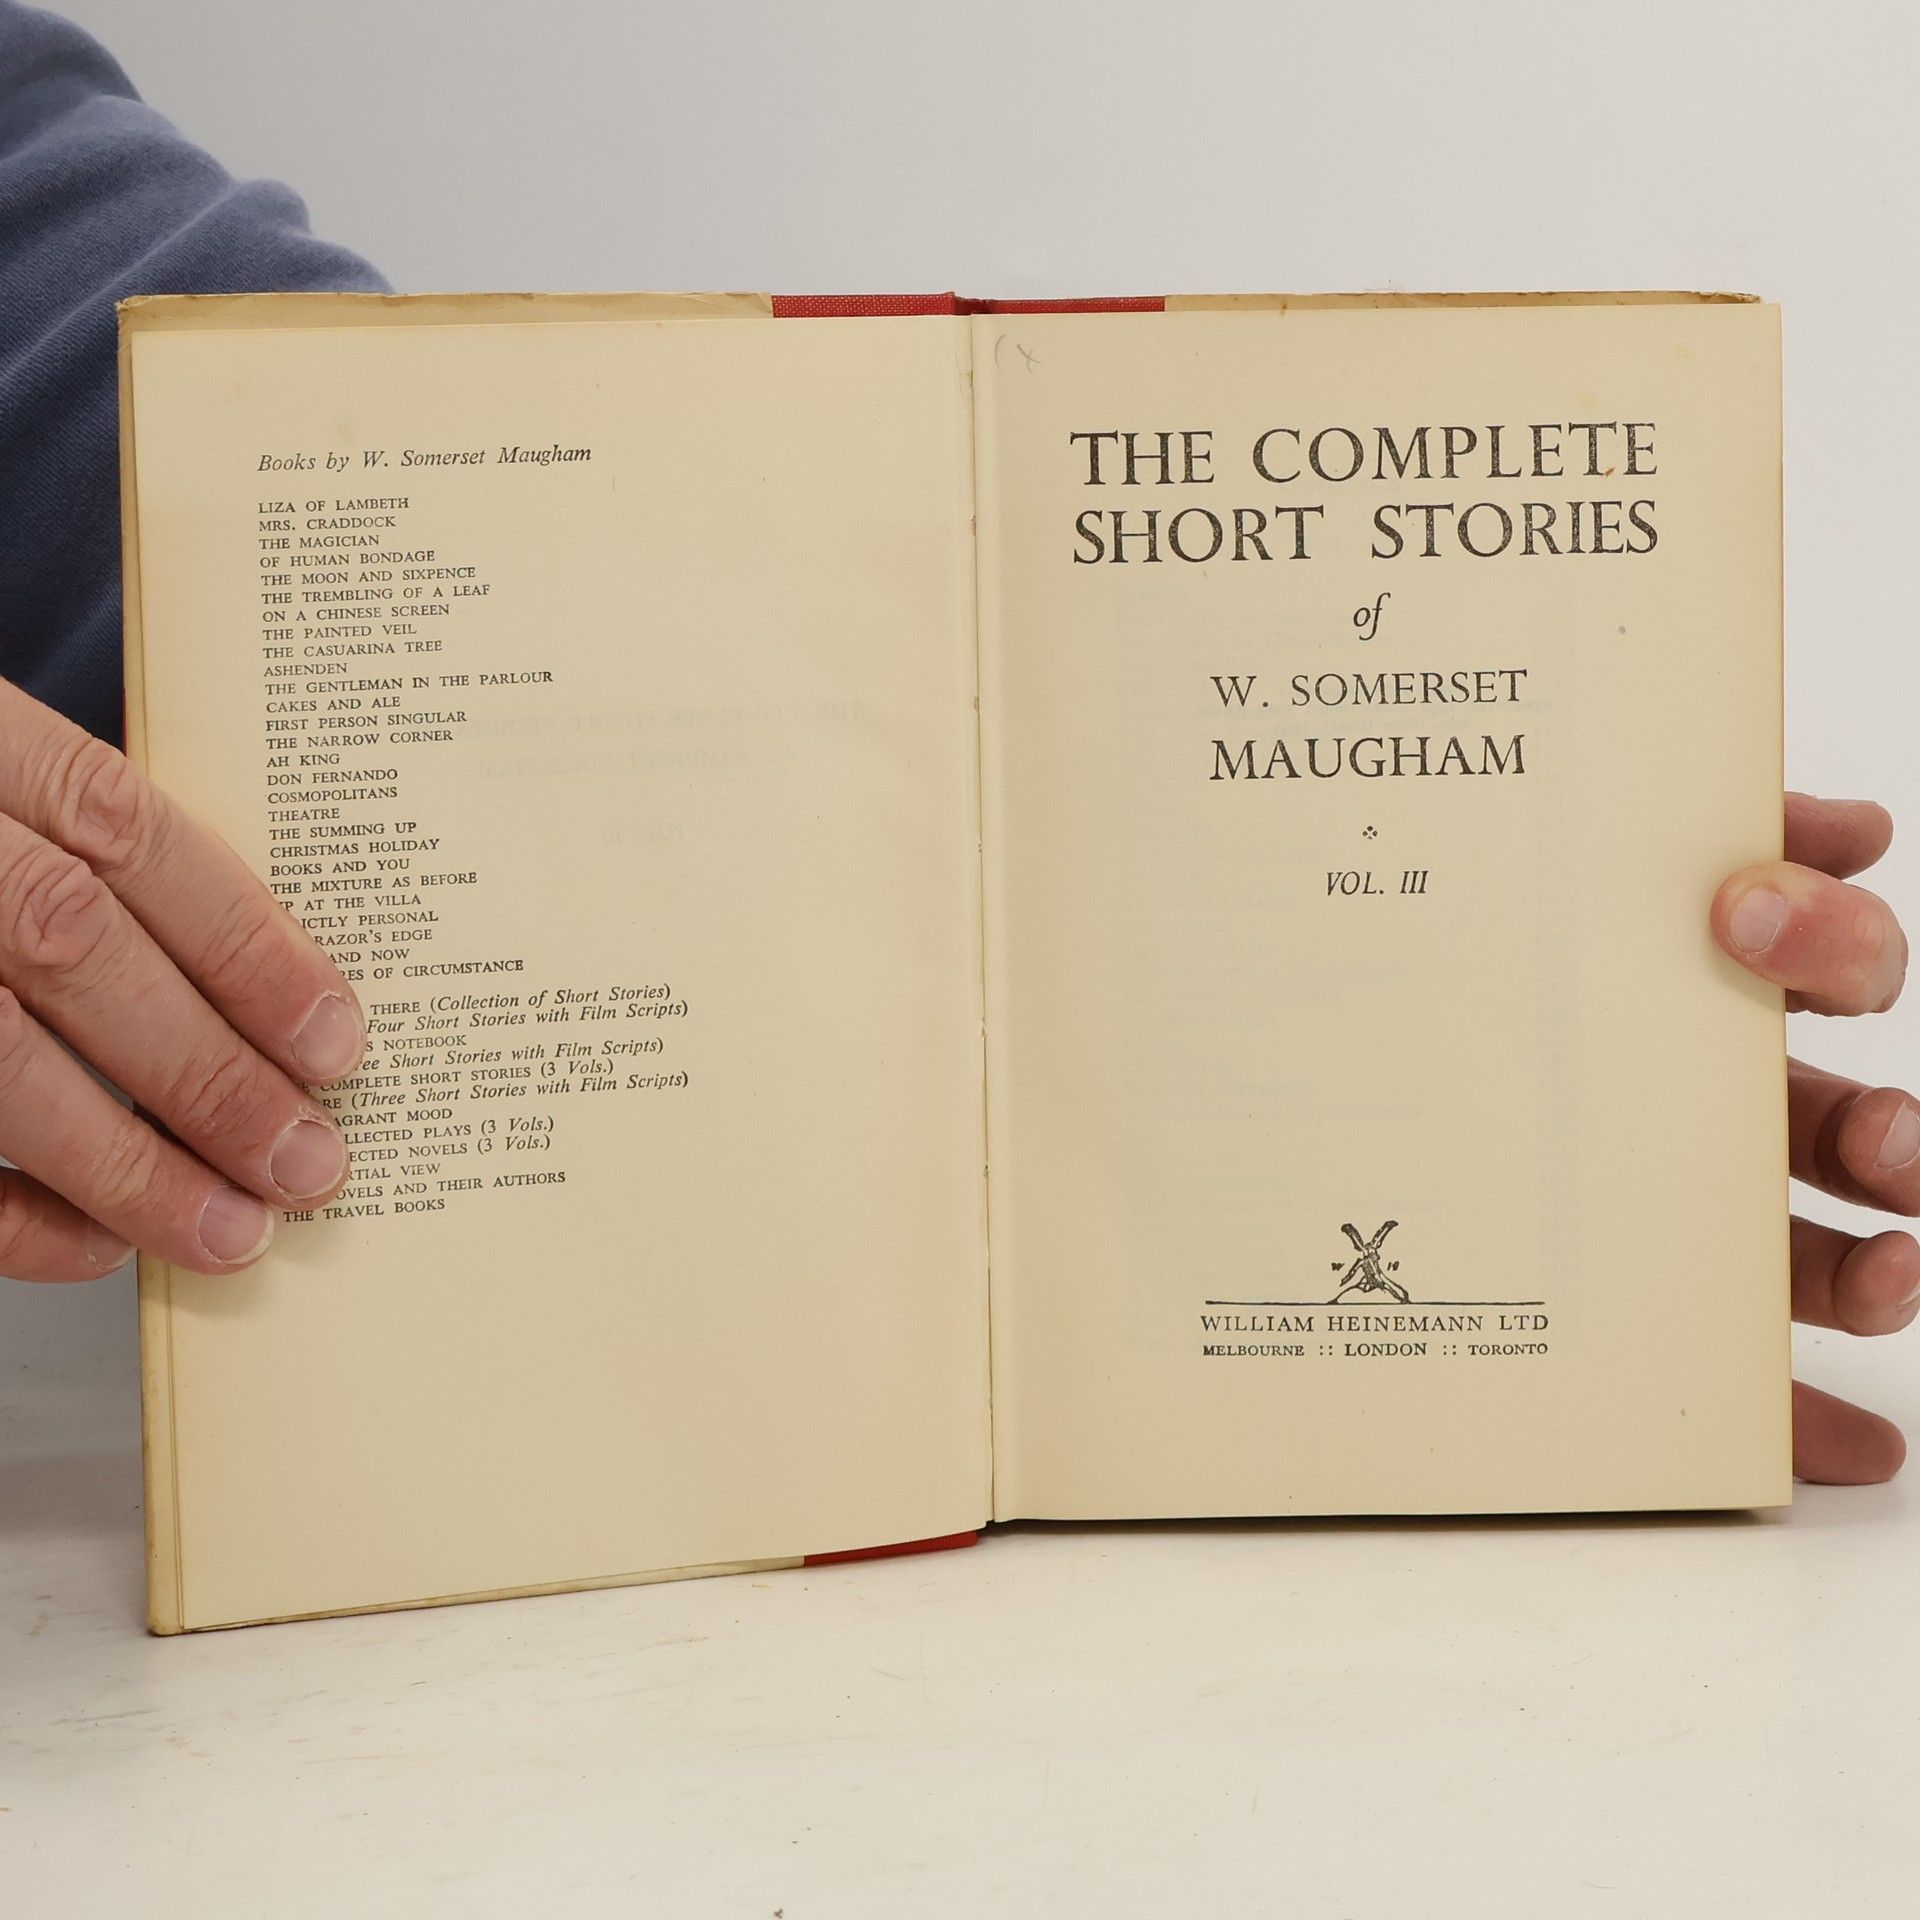 Books by W. Somerset Maugham
LIZA OF LAMBETH
MRS. CRADDOCK
THE MAGICIAN
OF HUMAN BONDAGE
THE MOON AND SIXPENCE
THE TREMBLING OF A LEAF
ON A CHINESE SCREEN
THE PAINTED VEIL
THE CASUARINA TREE
ASHENDEN
THE GENTLEMAN IN THE PARLOUR
CAKES AND ALE
FIRST PERSON SINGULAR
THE NARROW CORNER
AH KING
DON FERNANDO
COSMOPOLITANS
THEATRE
THE SUMMING UP
CHRISTMAS HOLIDAY
BOOKS AND YOU
THE MIXTURE AS BEFORE
AT THE VILLA
PERSONAL
RAZOR'S EDGE
AND NOW
OF CIRCUMSTANCE
THERE (Collection of Short Stories)
Four Short Stories with Film Scripts)
NOTEBOOK
Short Stories with Film Scripts)
COMPLETE SHORT STORIES (3 Vols.)
(Three Short Stories with Film Scripts)
MOOD
PLAYS (3 Vols.)
NOVELS (3 Vols.)
VIEW
AND THEIR AUTHORS
THE TRAVEL BOOKS
THE COMPLETE
SHORT STORIES
of
W. SOMERSET
MAUGHAM
VOL. III
W H
WILLIAM HEINEMANN LTD
MELBOURNE :: LONDON :: TORONTO